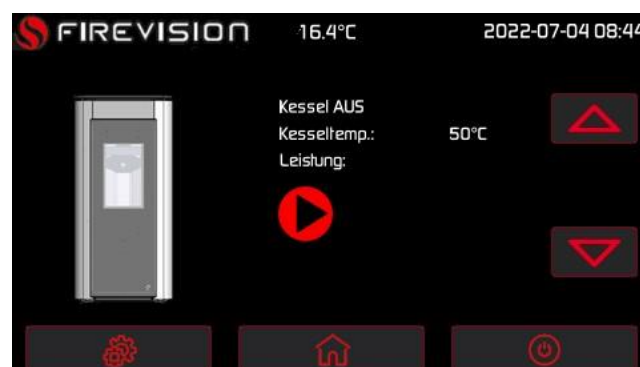 FIREVISION 16.4°C 2022-07-04 08:44
Kessel AUS
Kesseltemp.: 50°C
Leistung: